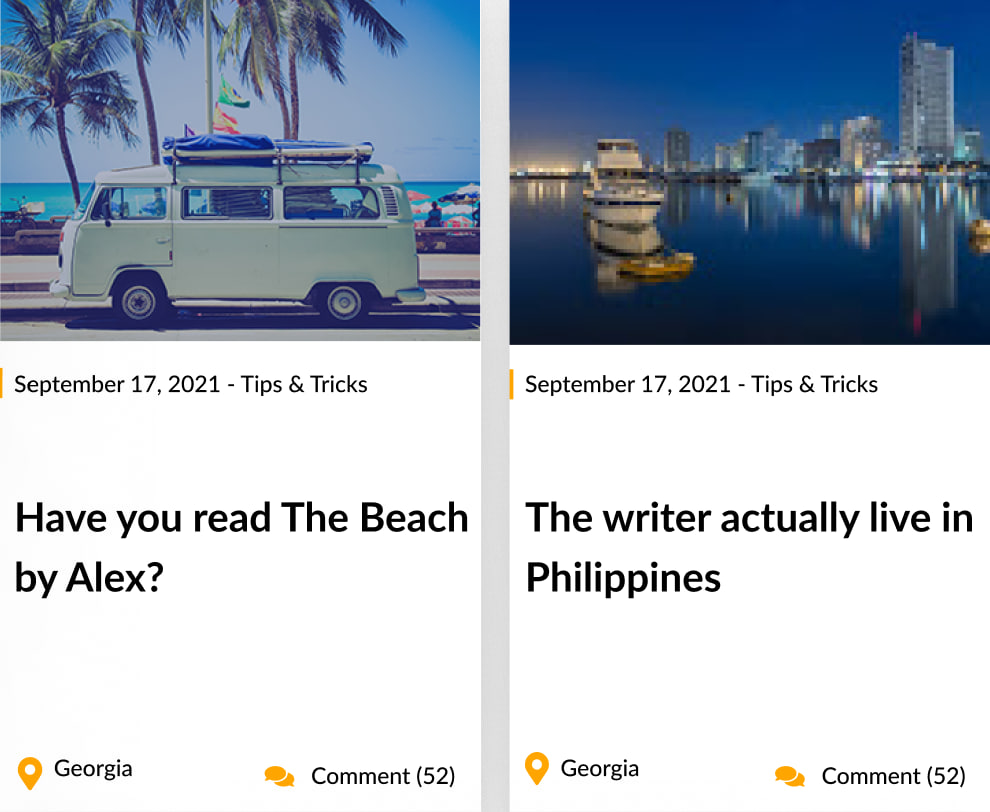 September 17, 2021 - Tips & Tricks
Have you read The Beach
by Alex?
Georgia
Comment (52)
September 17, 2021 - Tips & Tricks
The writer actually live in
Philippines
Georgia
Comment (52)